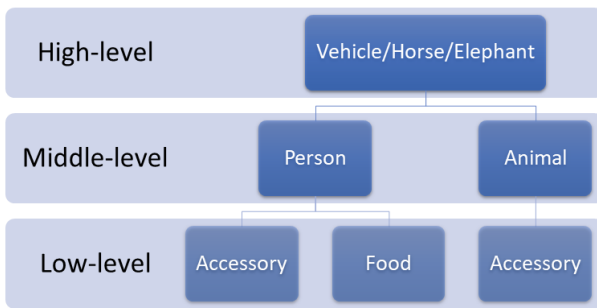 High-level
Vehicle/Horse/Elephant
Middle-level
Person
Animal
Low-level
Accessory
Food
Accessory